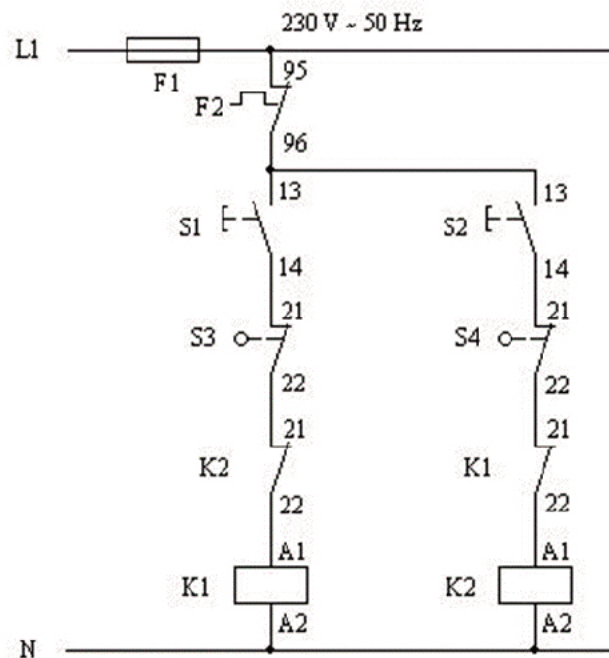 230 V ~ 50 Hz
L1
F1
95
F2
96
13 13
S1 S2
14 14
21 21
S3 S4
22 22
21 21
K2 K1
22 22
A1 A1
K1 K2
A2 A2
N